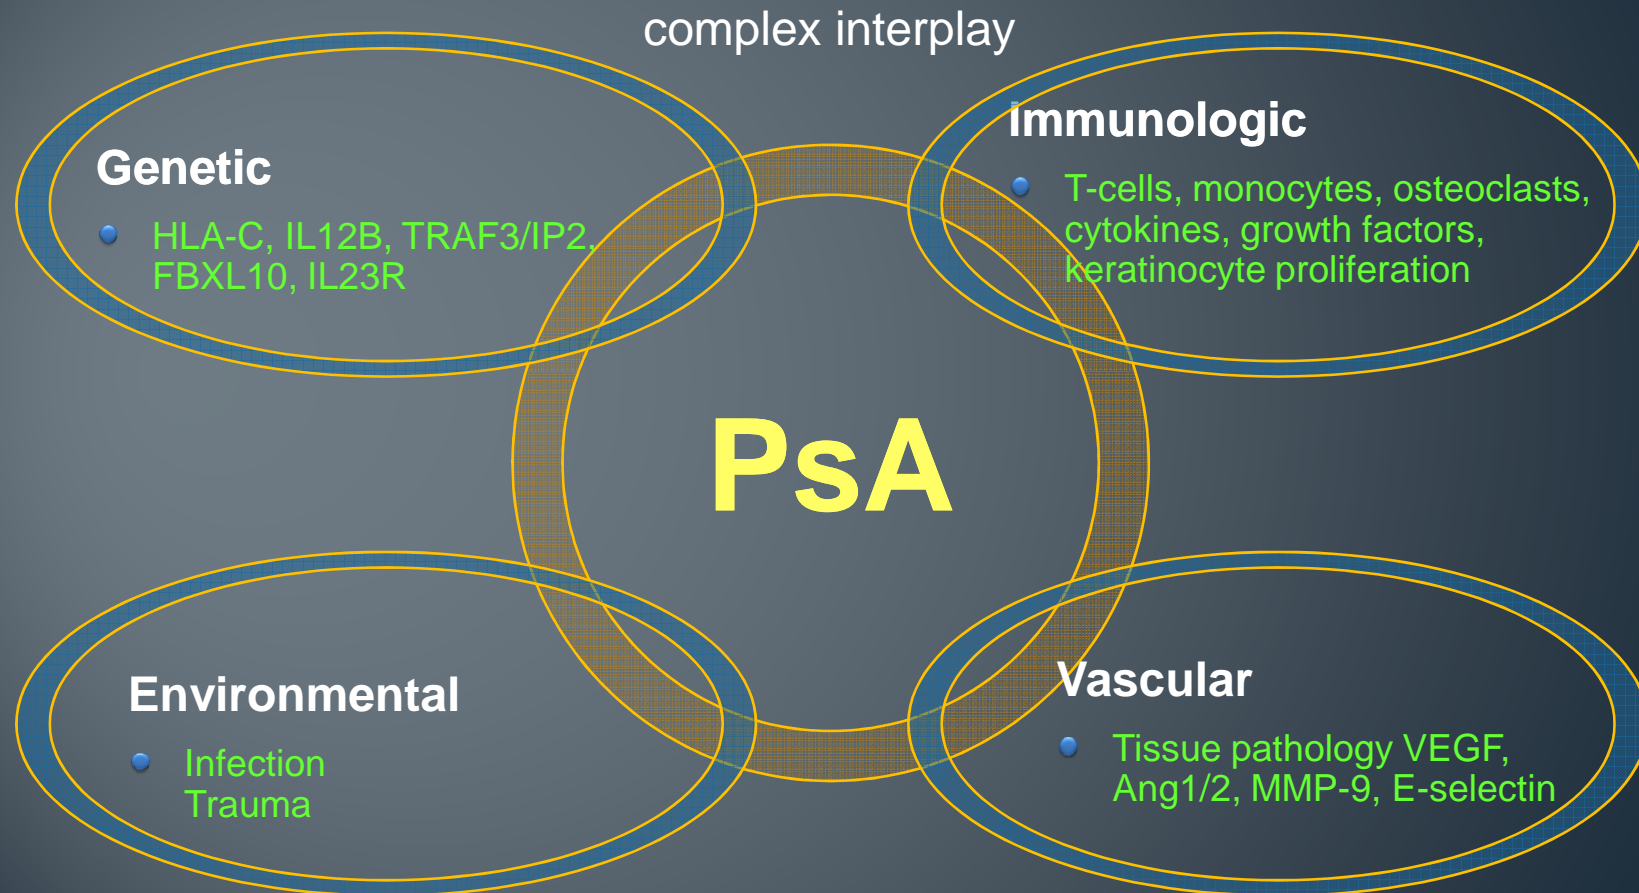 complex interplay
Genetic
HLA-C, IL12B, TRAF3/IP2,
FBXL10, IL23R
Immunologic
T-cells, monocytes, osteoclasts,
cytokines, growth factors,
keratinocyte proliferation
PsA
Environmental
Infection
Trauma
Vascular
Tissue pathology VEGF,
Ang1/2, MMP-9, E-selectin